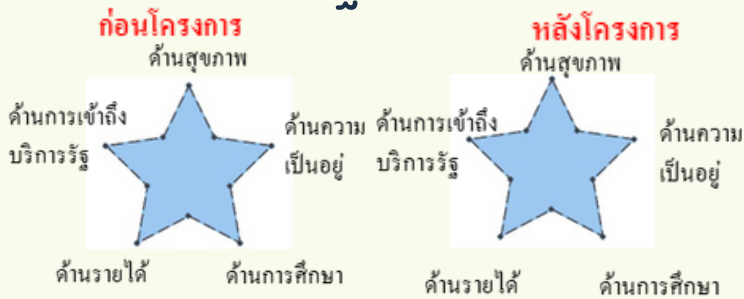 ก่อนโครงการ
ด้านสุขภาพ
ด้านการเข้าถึง
บริการรัฐ
ด้านความ
เป็นอยู่
ด้านรายได้
ด้านการศึกษา
หลังโครงการ
ด้านสุขภาพ
ด้านการเข้าถึง
บริการรัฐ
ด้านความ
เป็นอยู่
ด้านรายได้
ด้านการศึกษา